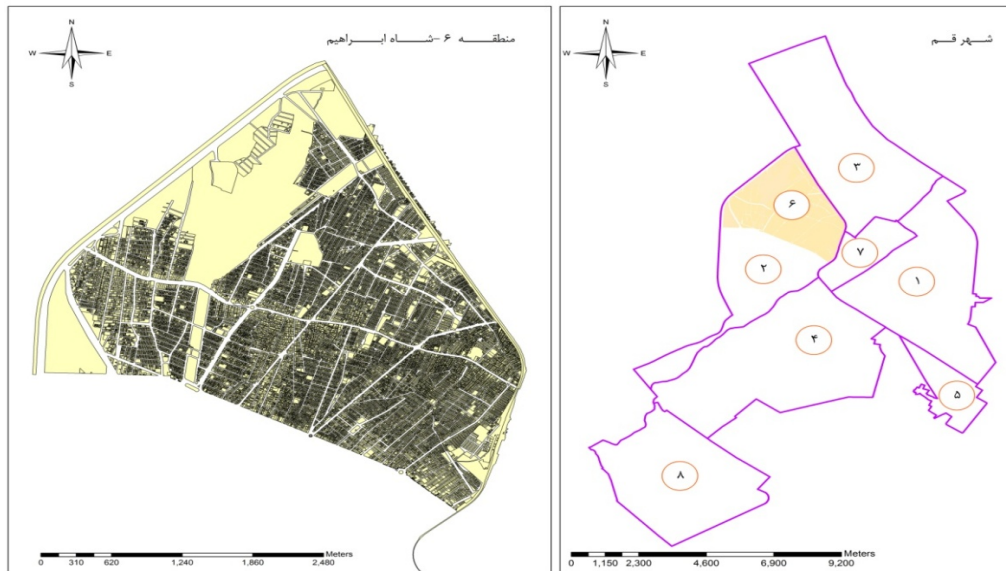 N
W E
S
منطقه ۶ -شاه ابراهیم
Meters
0 310 620 1,240 1,860 2,480
N
W E
S
شهر قم
۳
۶
۷
۲
۱
۴
۵
۸
Meters
0 1,150 2,300 4,600 6,900 9,200